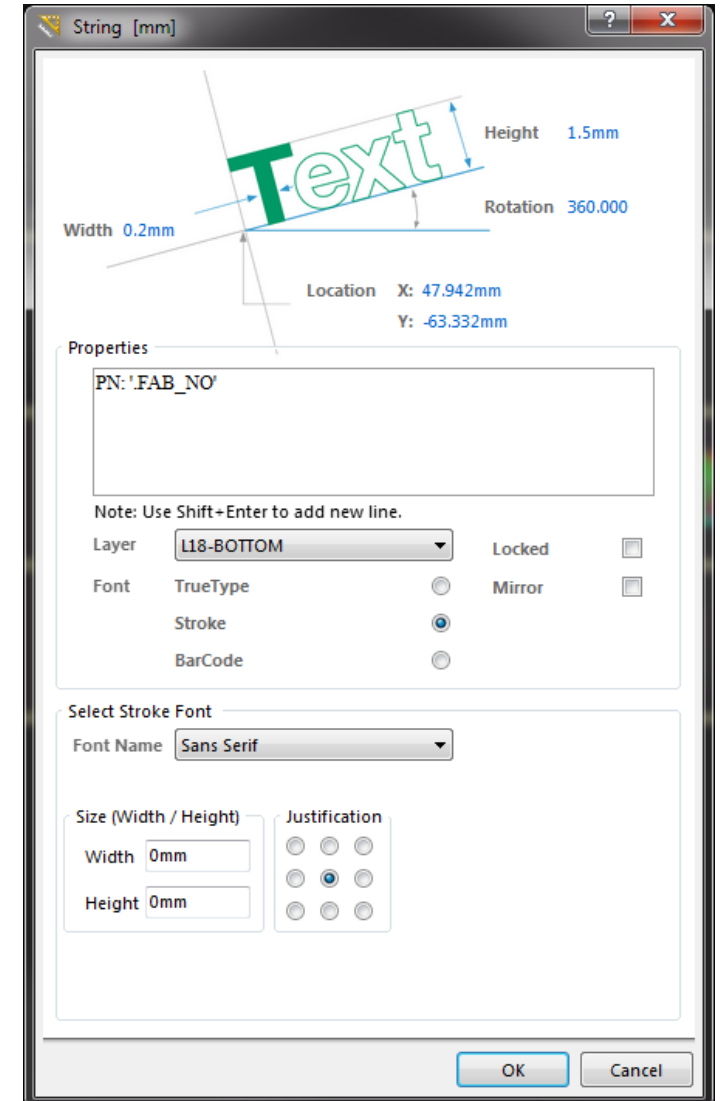 String [mm]
?
X
Text
Height 1.5mm
Rotation 360.000
Width 0.2mm
Location X: 47.942mm
Y: -63.332mm
Properties
PN: '.FAB_NO'
Note: Use Shift+Enter to add new line.
Layer L18-BOTTOM Locked
Font TrueType Mirror
Stroke
BarCode
Select Stroke Font
Font Name Sans Serif
Size (Width / Height) Justification
Width 0mm
Height 0mm
OK Cancel